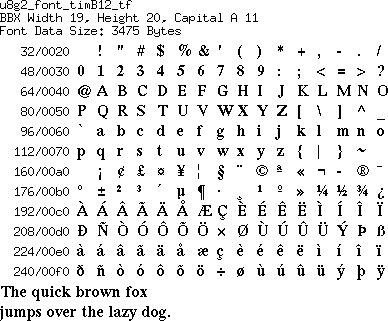 u8g2_font_timB12_tf
BBX Width 19, Height 20, Capital A 11
Font Data Size: 3475 Bytes
32/0020 ! " # $ % & ' ( ) * + , - . /
48/0030 0 1 2 3 4 5 6 7 8 9 : ; < = > ?
64/0040 @ A B C D E F G H I J K L M N O
80/0050 P Q R S T U V W X Y Z [ \ ] ^ _
96/0060 ` a b c d e f g h i j k l m n o
112/0070 p q r s t u v w x y z { | } ~
160/00a0 ¡ ¢ £ ¤ ¥ ¦ § ¨ © ª « ¬ - ® ¯
176/00b0 ° ± ² ³ ´ µ ¶ · ¸ ¹ º » ¼ ½ ¾ ¿
192/00c0 À Á Â Ã Ä Å Æ Ç È É Ê Ë Ì Í Î Ï
208/00d0 Ð Ñ Ò Ó Ô Õ Ö × Ø Ù Ú Û Ü Ý Þ ß
224/00e0 à á â ã ä å æ ç è é ê ë ì í î ï
240/00f0 ð ñ ò ó ô õ ö ÷ ø ù ú û ü ý þ ÿ
The quick brown fox
jumps over the lazy dog.